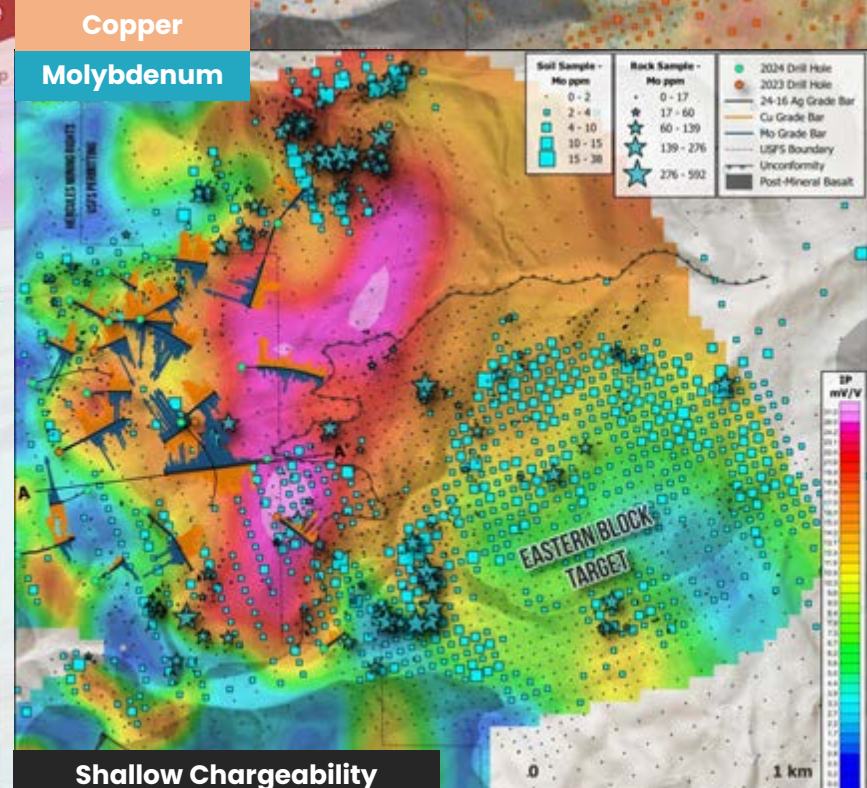 Copper
Molybdenum
Soil Sample -
Mo ppm
0 - 2
2 - 4
4 - 10
10 - 15
15 - 38
Rock Sample -
Mo ppm
0 - 17
17 - 60
60 - 139
139 - 276
276 - 592
2024 Drill Hole
2023 Drill Hole
24-16 Ag Grade Bar
Cu Grade Bar
Mo Grade Bar
USFS Boundary
Unconformity
Post-Mineral Basalt
HERCULES MINING RIGHTS
USFS PERMITTING
IP
mV/V
A
A'
EASTERN BLOCK
TARGET
Shallow Chargeability
0
1 km